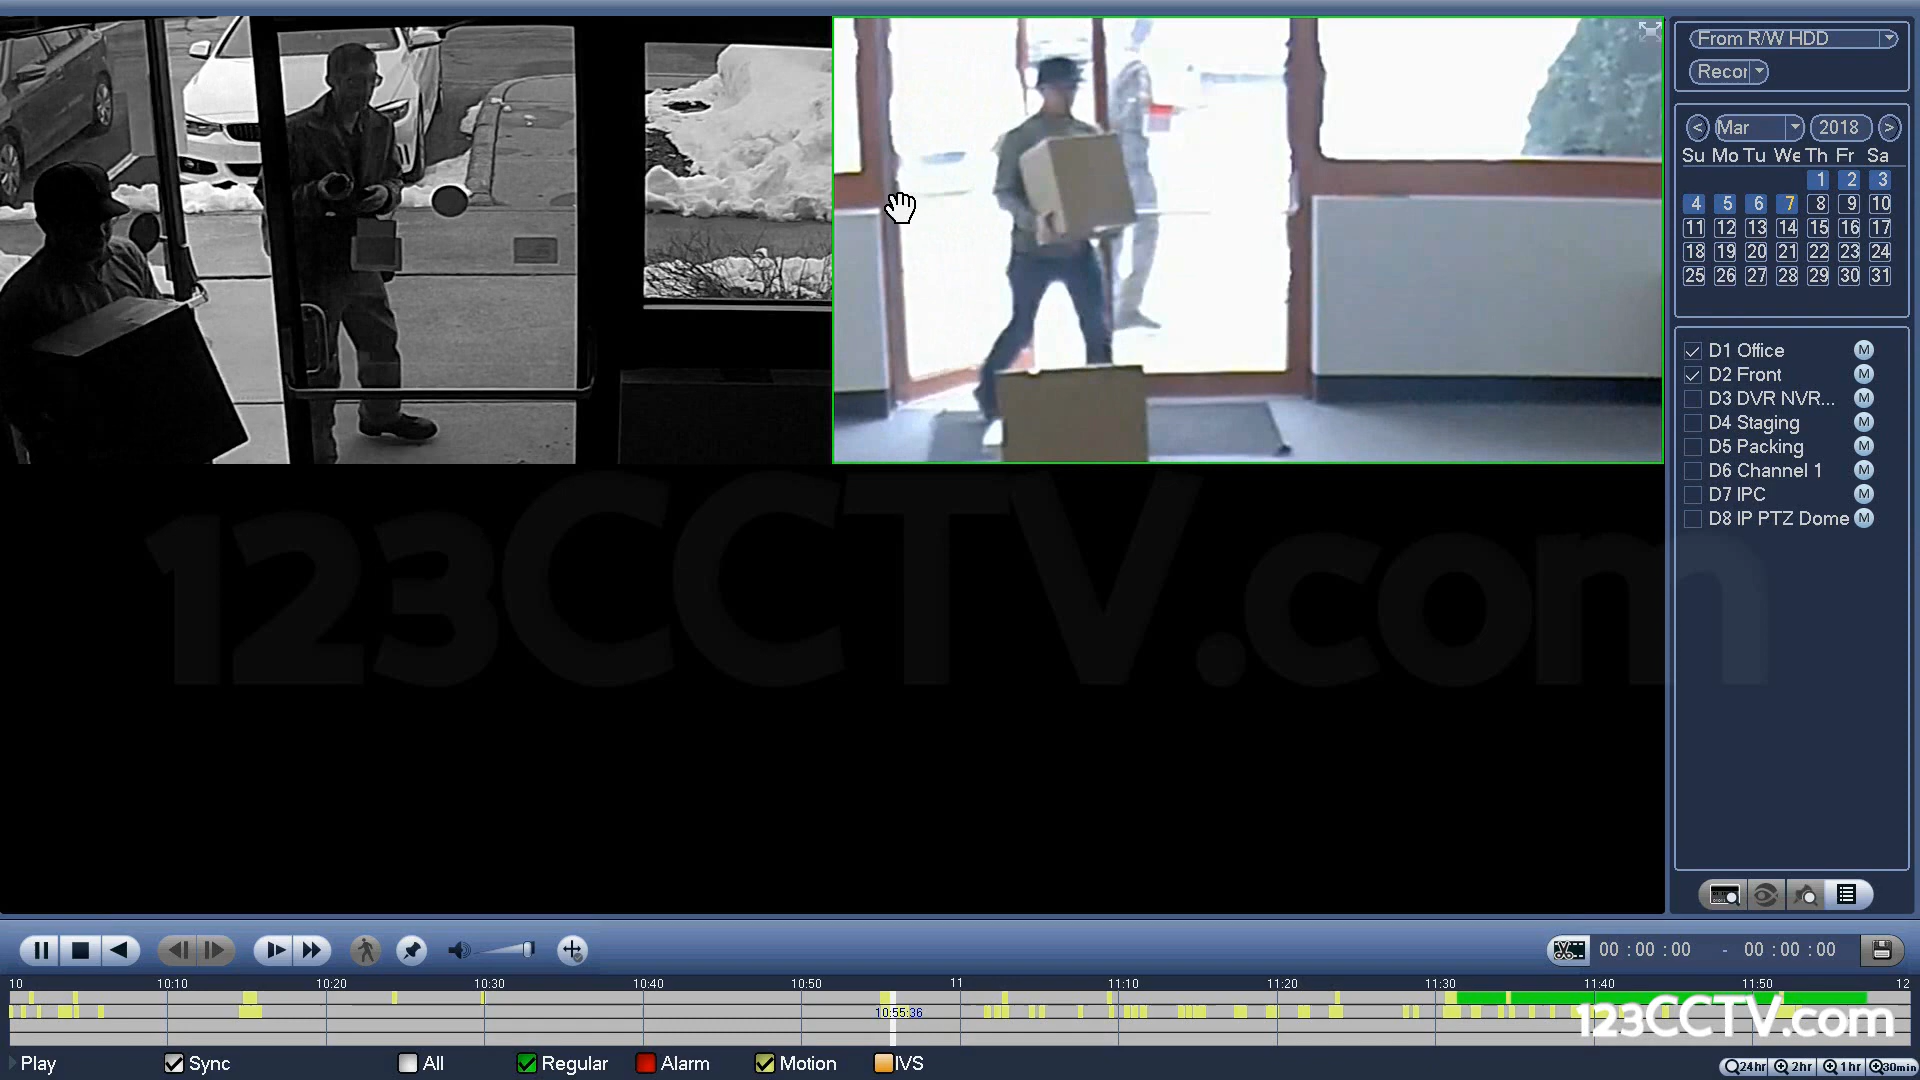 From R/W HDD
Recor
< Mar 2018 >
Su Mo Tu We Th Fr Sa
1 2 3
4 5 6 7 8 9 10
11 12 13 14 15 16 17
18 19 20 21 22 23 24
25 26 27 28 29 30 31
D1 Office M
D2 Front M
D3 DVR NVR... M
D4 Staging M
D5 Packing M
D6 Channel 1 M
D7 IPC M
D8 IP PTZ Dome M
123CCTV.com
00 : 00 : 00 - 00 : 00 : 00
10 10:10 10:20 10:30 10:40 10:50 11 11:10 11:20 11:30 11:40 11:50 12
10:55:36
123CCTV.com
Play Sync All Regular Alarm Motion IVS
24hr 2hr 1hr 30min